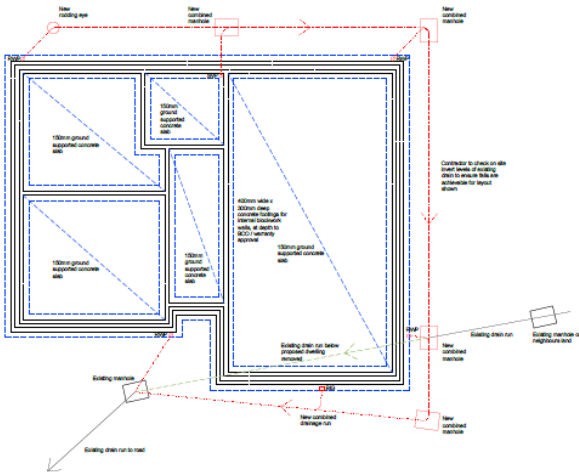 New
rodding eye
New
combined
manhole
New
combined
manhole
RWP
RWP
150mm
ground
supported
concrete
slab
150mm ground
supported concrete
slab
Contractor to check on site
invert levels of existing
drain to ensure falls are
achievable for layout
shown
400mm wide x
300mm deep
concrete footings for
internal blockwork
walls, at depth to
BCO / warranty
approval
150mm ground
supported concrete
slab
150mm
ground
supported
concrete
slab
150mm ground
supported concrete
slab
RWP
RWP
Existing drain run
Existing manhole on
neighbours land
Existing drain run below
proposed dwelling
removed
New
combined
manhole
Existing manhole
New combined
drainage run
New
combined
manhole
Existing drain run to road